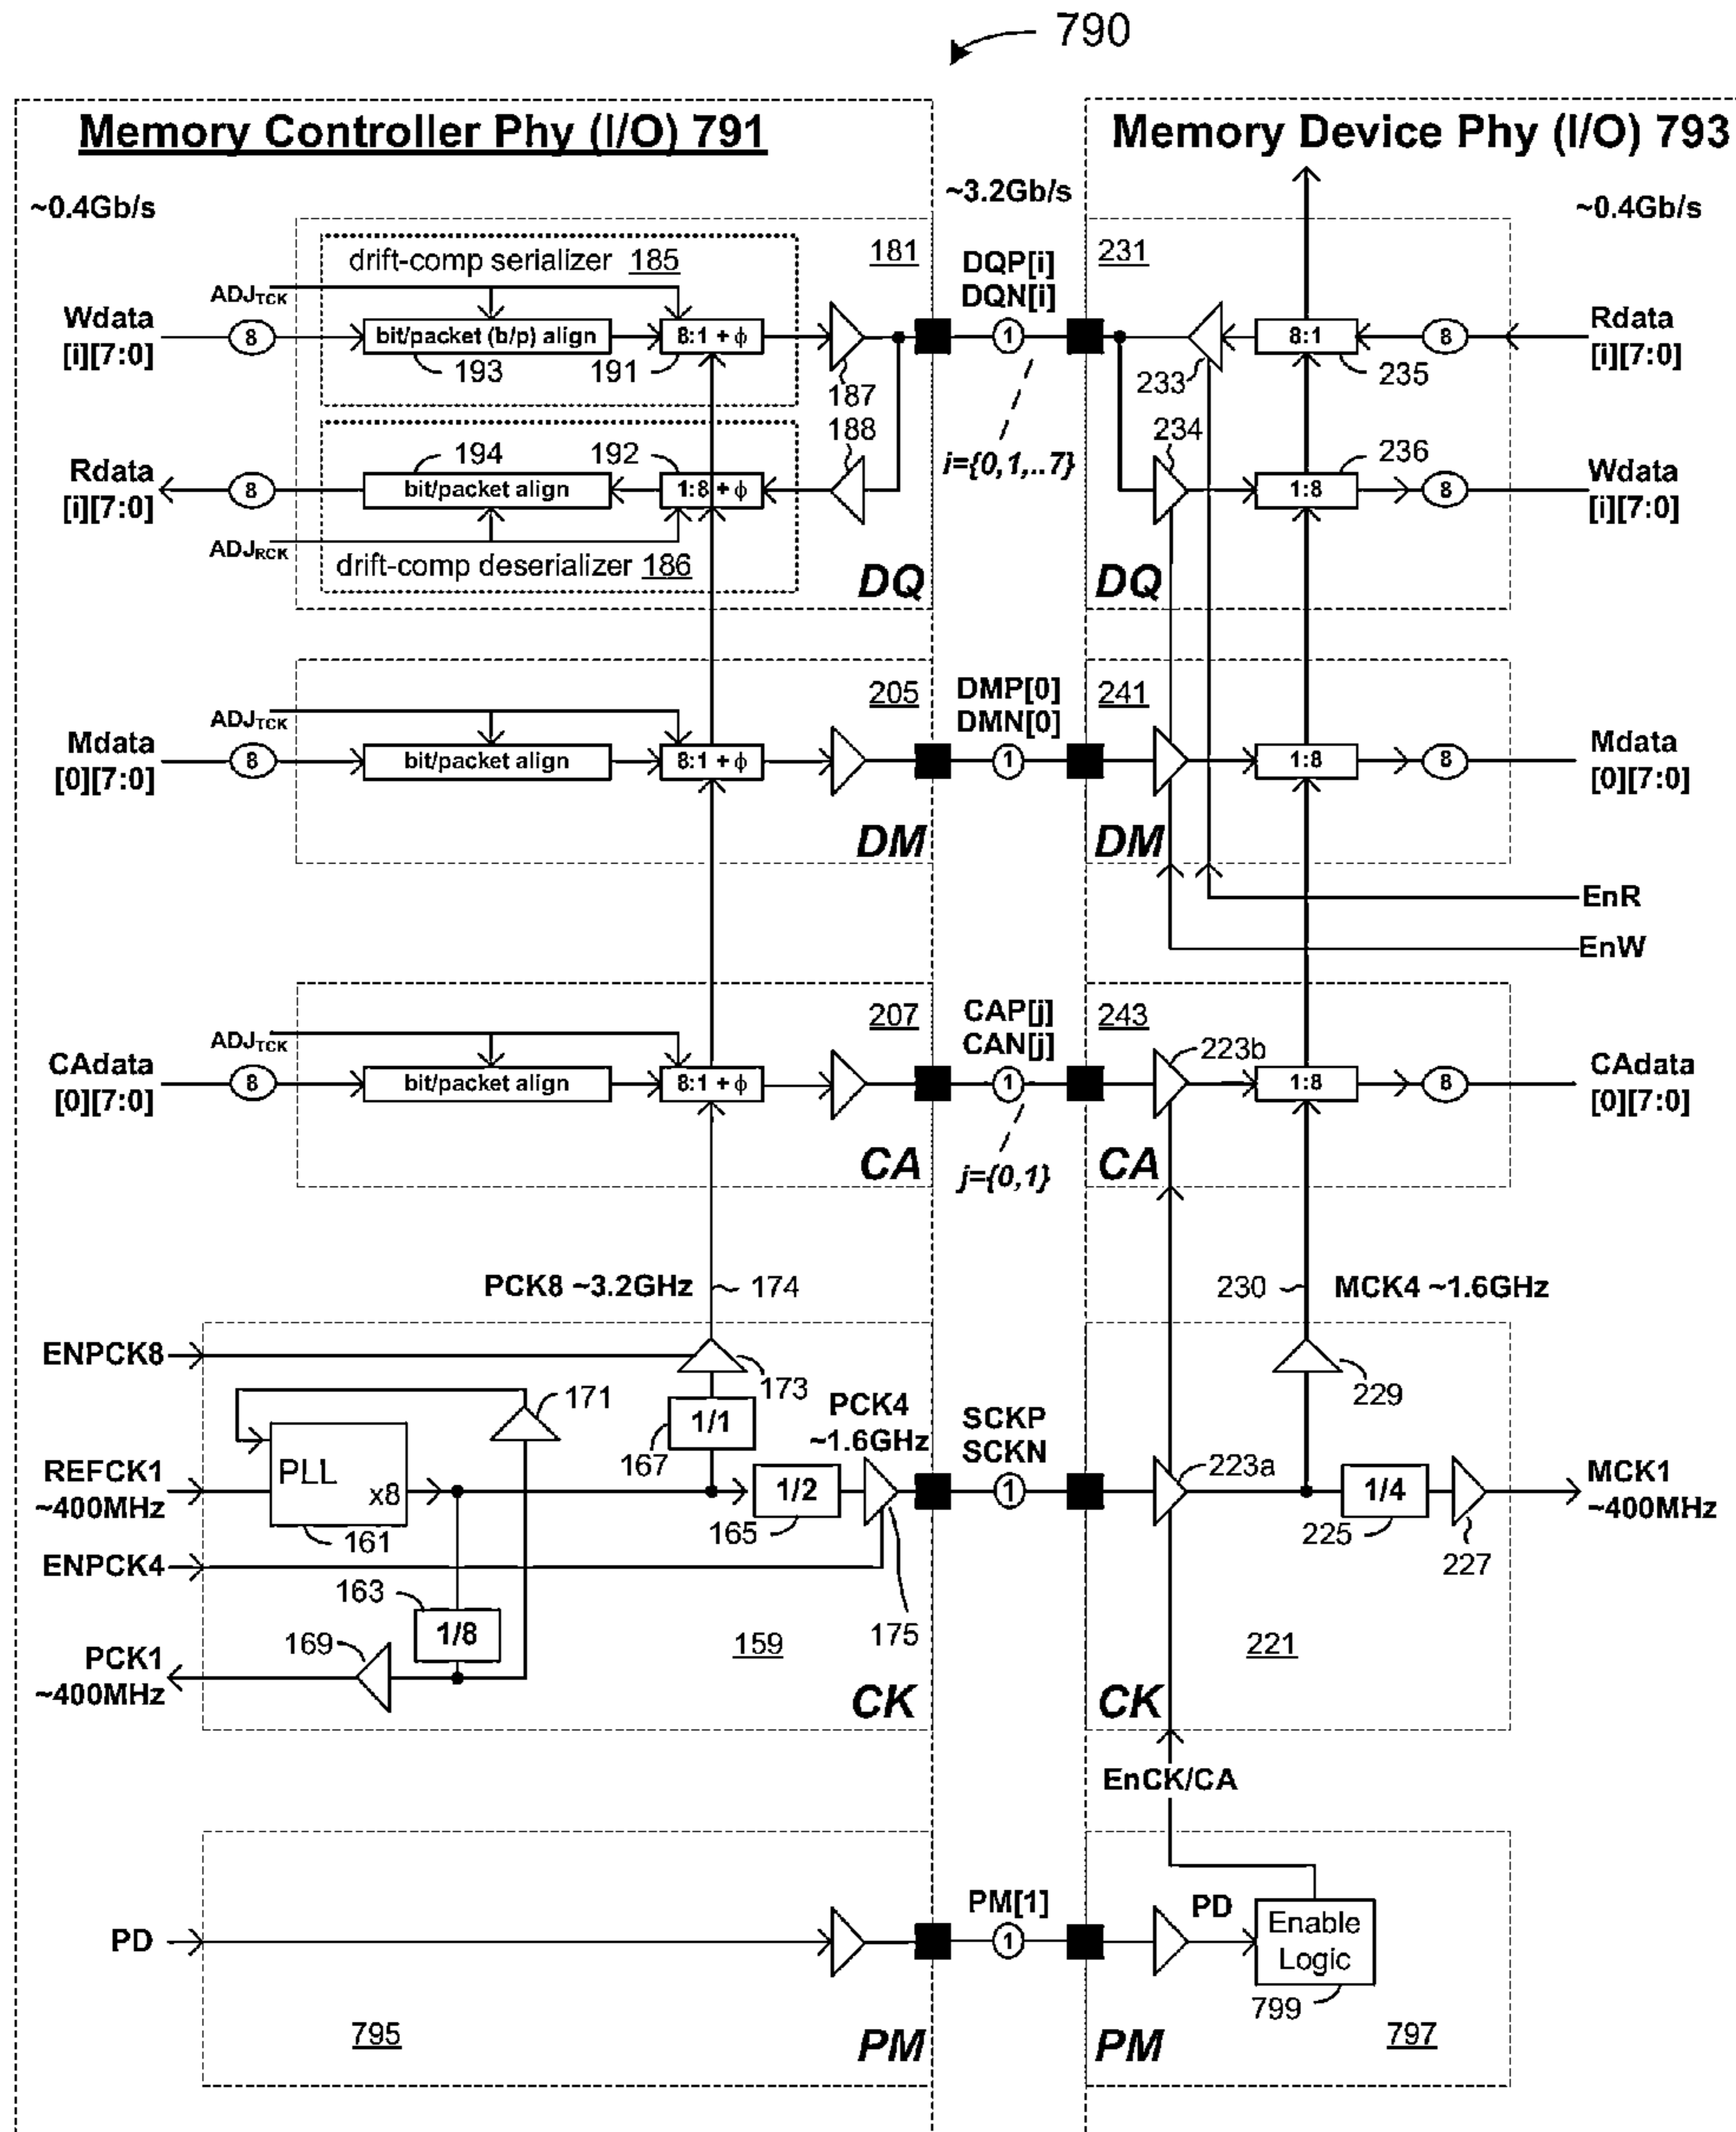 790
Memory Controller Phy (I/O) 791
Memory Device Phy (I/O) 793
~0.4Gb/s
~3.2Gb/s
~0.4Gb/s
drift-comp serializer 185
181
DQP[i]
DQN[i]
231
ADJTCK
Wdata
[i][7:0]
8
bit/packet (b/p) align
8:1 + ϕ
193
191
187
1
233
8:1
235
8
Rdata
[i][7:0]
188
i={0,1,..7}
234
Rdata
[i][7:0]
8
194
bit/packet align
192
1:8 + ϕ
236
1:8
8
Wdata
[i][7:0]
ADJRCK
drift-comp deserializer 186
DQ
DQ
205
DMP[0]
DMN[0]
241
ADJTCK
Mdata
[0][7:0]
8
bit/packet align
8:1 + ϕ
1
1:8
8
Mdata
[0][7:0]
DM
DM
EnR
EnW
207
CAP[j]
CAN[j]
243
223b
ADJTCK
CAdata
[0][7:0]
8
bit/packet align
8:1 + ϕ
1
1:8
8
CAdata
[0][7:0]
CA
j={0,1}
CA
PCK8 ~3.2GHz
174
230
MCK4 ~1.6GHz
ENPCK8
173
229
171
1/1
167
PCK4
~1.6GHz
SCKP
SCKN
223a
REFCK1
~400MHz
PLL
x8
161
1/2
165
1
1/4
225
227
MCK1
~400MHz
ENPCK4
163
1/8
175
169
PCK1
~400MHz
159
CK
221
CK
EnCK/CA
PD
PM[1]
1
PD
Enable
Logic
799
795
PM
PM
797